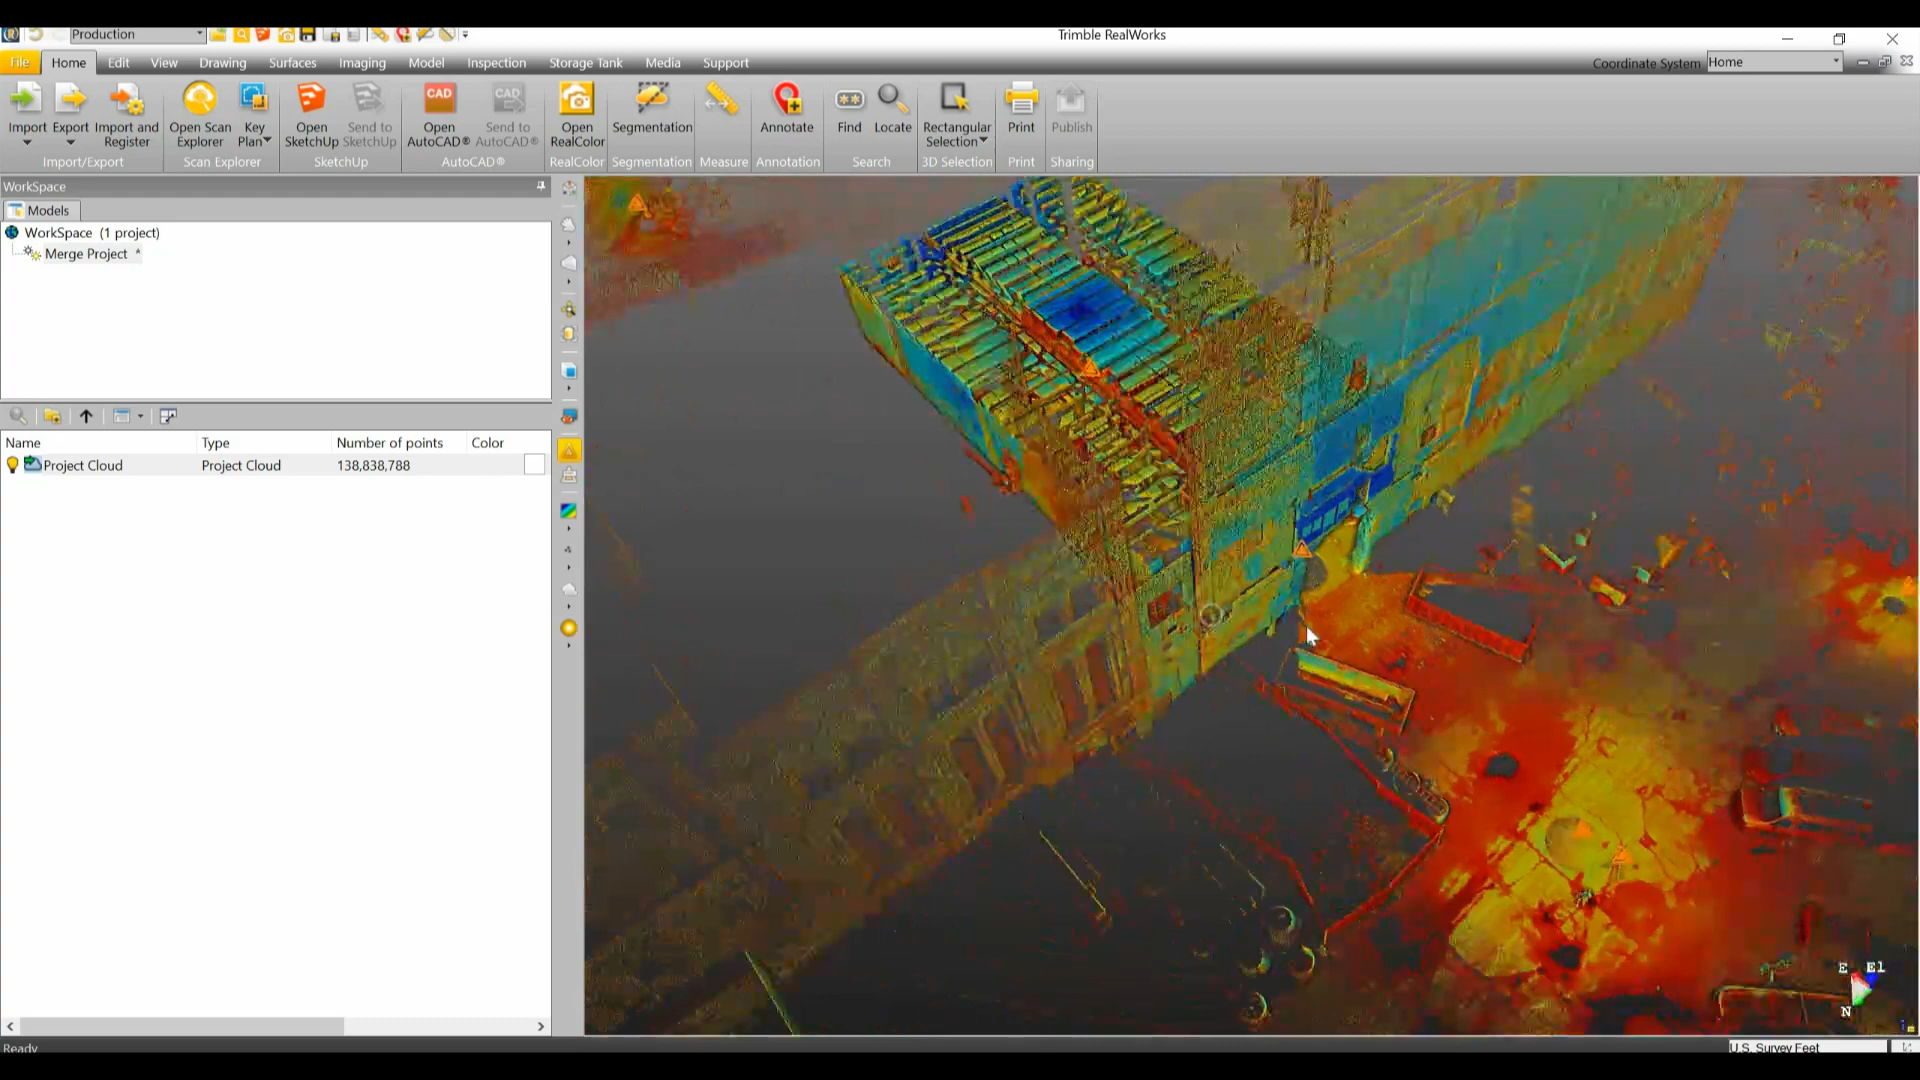 Production
Trimble RealWorks
File Home Edit View Drawing Surfaces Imaging Model Inspection Storage Tank Media Support
Coordinate System Home
Import Export Import and Register
Open Scan Explorer Key Plan
Open SketchUp Send to SketchUp
CAD CAD
Open AutoCAD® Send to AutoCAD®
Open RealColor
Segmentation
Annotate
Find Locate
Rectangular Selection
Print Publish
Import/Export Scan Explorer SketchUp AutoCAD® RealColor Segmentation Measure Annotation Search 3D Selection Print Sharing
WorkSpace
Models
WorkSpace (1 project)
Merge Project *
Name Type Number of points Color
Project Cloud Project Cloud 138,838,788
E El
N
Ready
U.S. Survey Feet